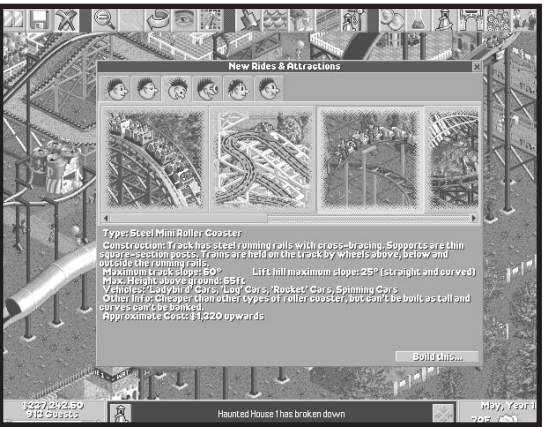 New Rides & Attractions
Type: Steel Mini Roller Coaster
Construction: Track has steel running rails with cross-bracing. Supports are thin
square-section posts. Trains are held on the track by wheels above, below and
outside the running rails.
Maximum track slope: 60° Lift hill maximum slope: 25° (straight and curved)
Max. Height above ground: 65ft
Vehicles: 'Ladybird' Cars, 'Log' Cars, 'Rocket' Cars, Spinning Cars
Other Info: Cheaper than other types of roller coaster, but can't be built as tall and
curves can't be banked.
Approximate Cost: $1,320 upwards
Build this...
$237,242.60
913 Guests
Haunted House 1 has broken down
May, Year 1